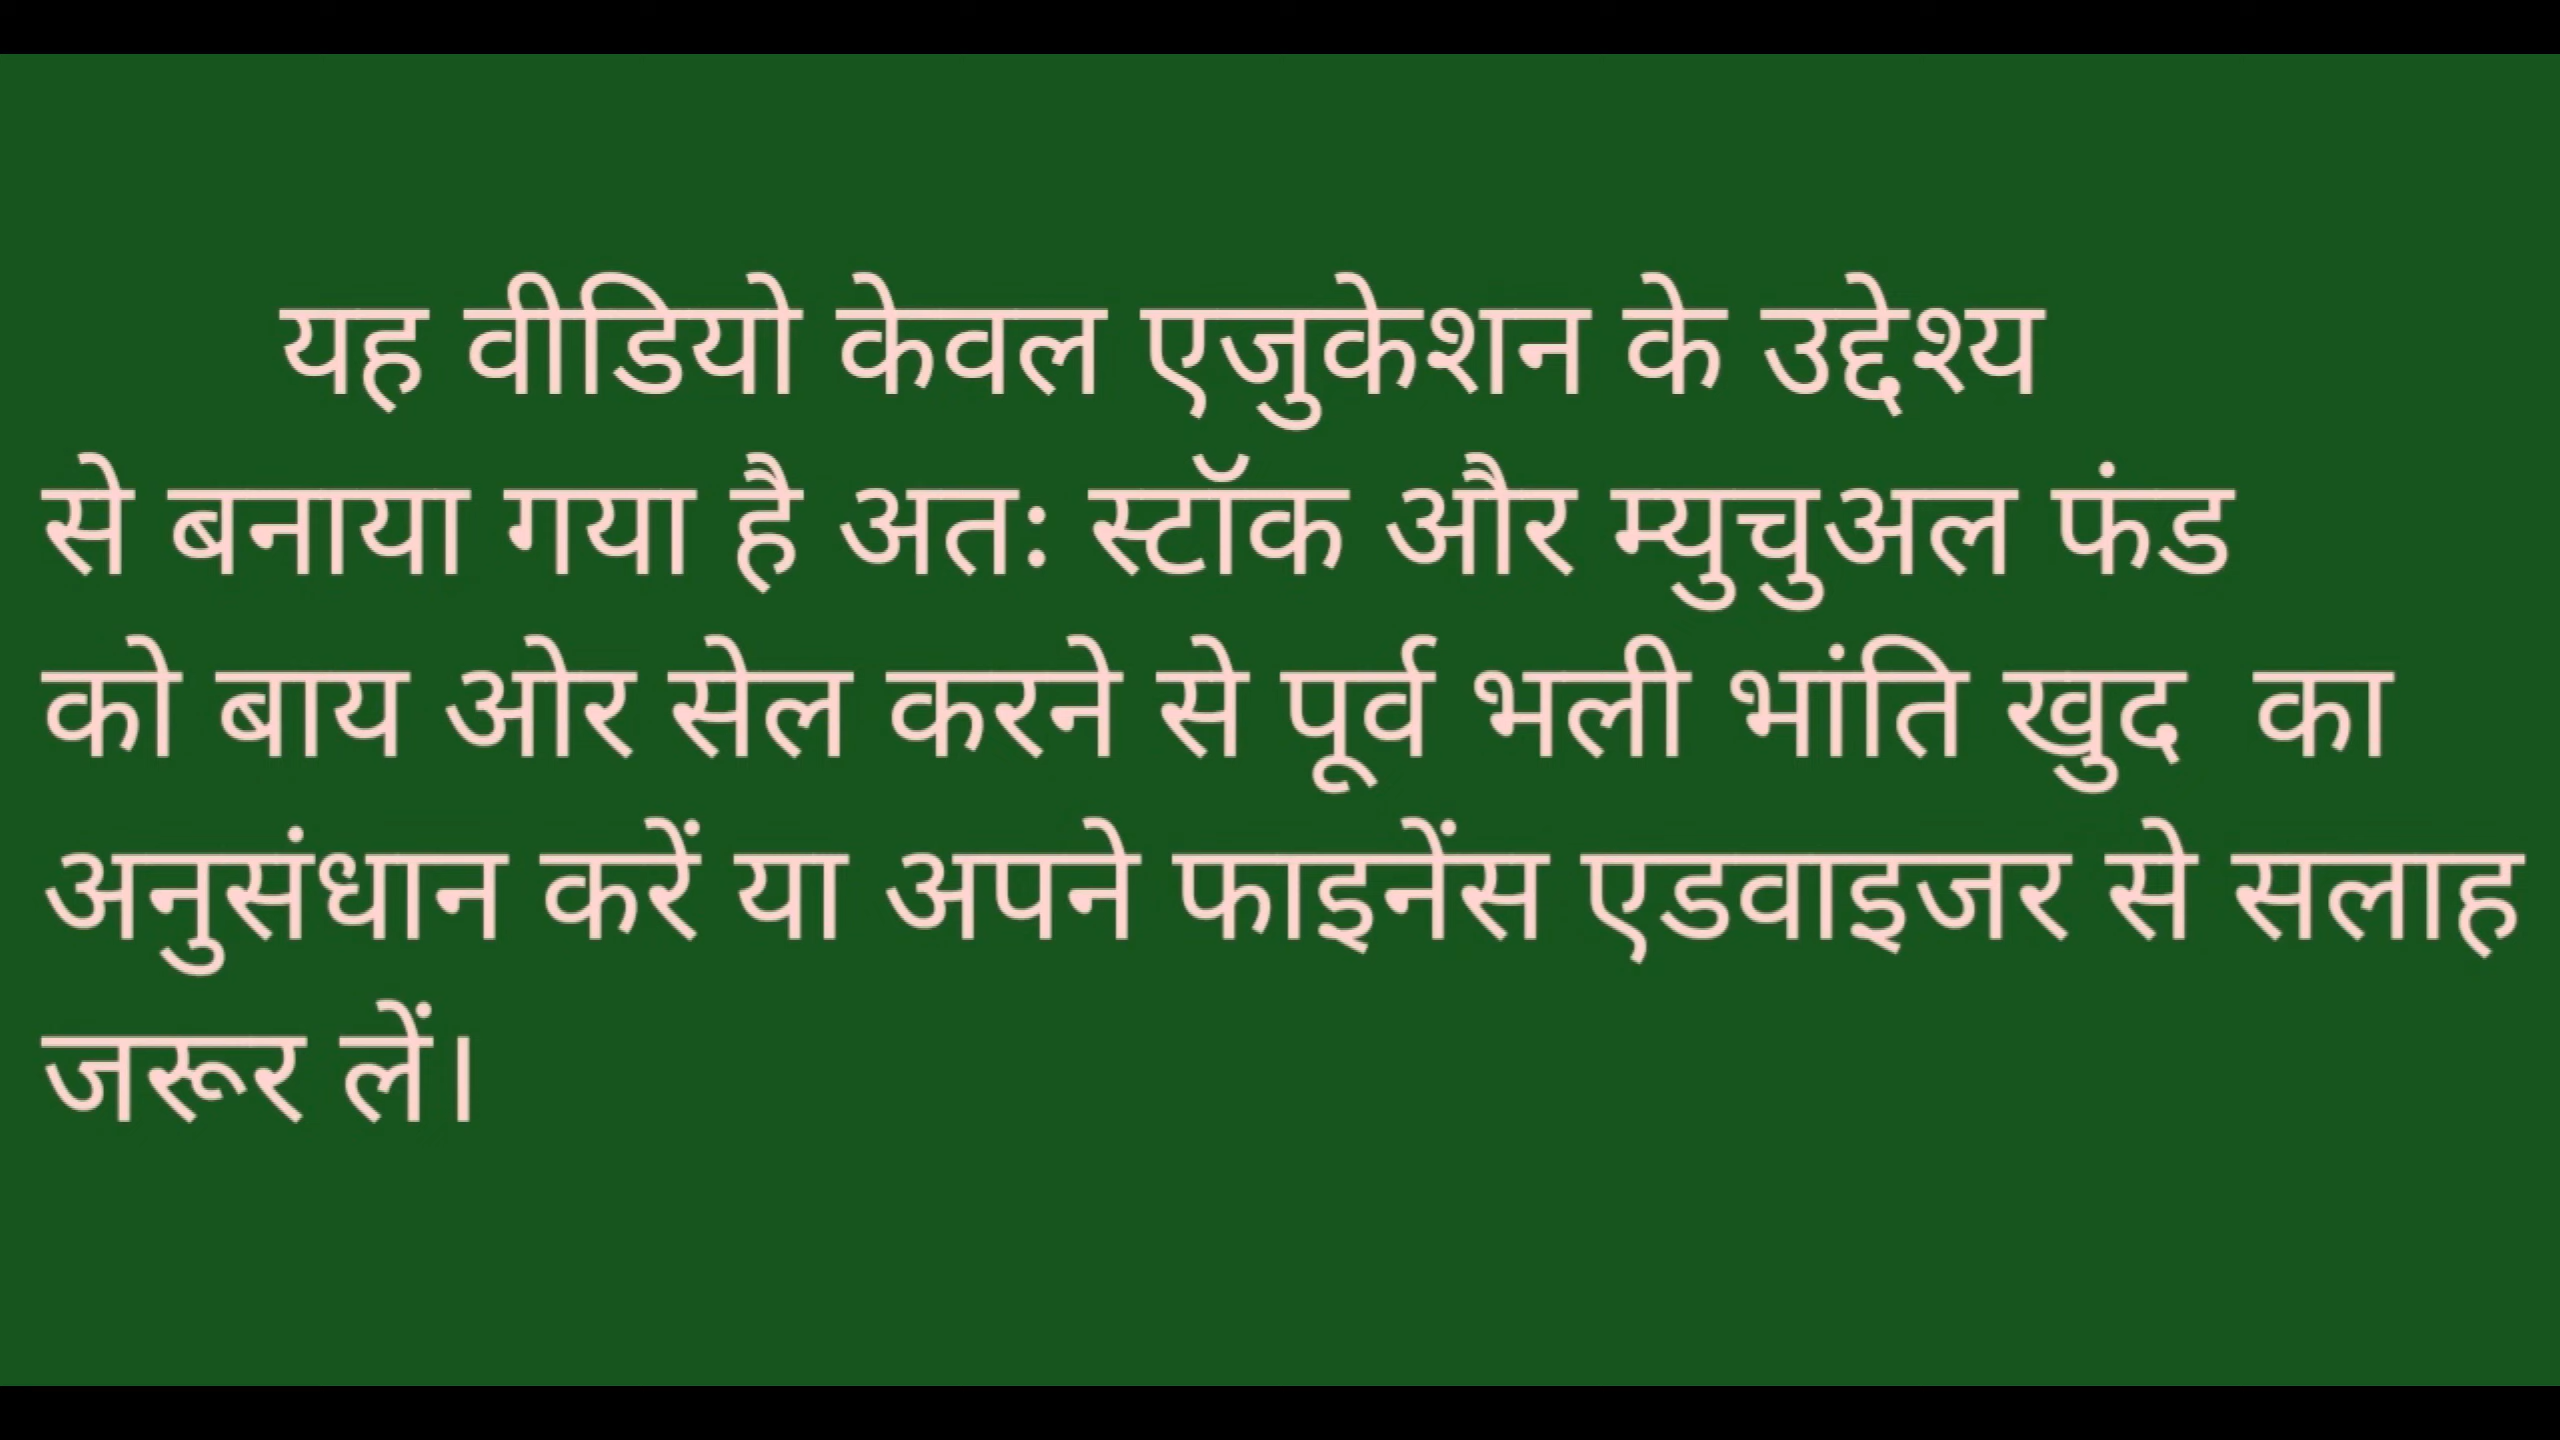 यह वीडियो केवल एजुकेशन के उद्देश्य
से बनाया गया है अतः स्टॉक और म्युचुअल फंड
को बाय ओर सेल करने से पूर्व भली भांति खुद  का
अनुसंधान करें या अपने फाइनेंस एडवाइजर से सलाह
जरूर लें।